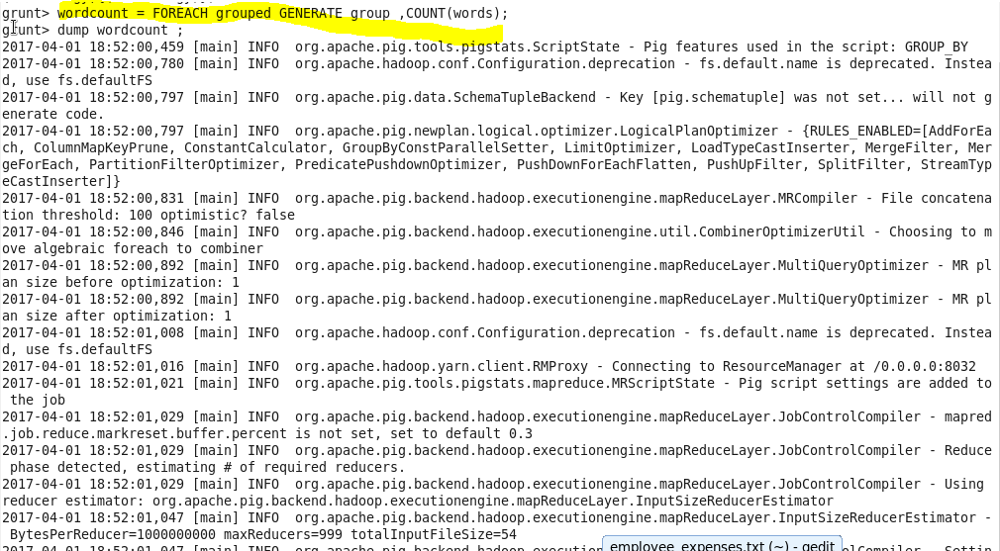 grunt> wordcount = FOREACH grouped GENERATE group ,COUNT(words);
grunt> dump wordcount ;
2017-04-01 18:52:00,459 [main] INFO  org.apache.pig.tools.pigstats.ScriptState - Pig features used in the script: GROUP_BY
2017-04-01 18:52:00,780 [main] INFO  org.apache.hadoop.conf.Configuration.deprecation - fs.default.name is deprecated. Instea
d, use fs.defaultFS
2017-04-01 18:52:00,797 [main] INFO  org.apache.pig.data.SchemaTupleBackend - Key [pig.schematuple] was not set... will not g
enerate code.
2017-04-01 18:52:00,797 [main] INFO  org.apache.pig.newplan.logical.optimizer.LogicalPlanOptimizer - {RULES_ENABLED=[AddForEa
ch, ColumnMapKeyPrune, ConstantCalculator, GroupByConstParallelSetter, LimitOptimizer, LoadTypeCastInserter, MergeFilter, Mer
geForEach, PartitionFilterOptimizer, PredicatePushdownOptimizer, PushDownForEachFlatten, PushUpFilter, SplitFilter, StreamTyp
eCastInserter]}
2017-04-01 18:52:00,831 [main] INFO  org.apache.pig.backend.hadoop.executionengine.mapReduceLayer.MRCompiler - File concatena
tion threshold: 100 optimistic? false
2017-04-01 18:52:00,846 [main] INFO  org.apache.pig.backend.hadoop.executionengine.util.CombinerOptimizerUtil - Choosing to m
ove algebraic foreach to combiner
2017-04-01 18:52:00,892 [main] INFO  org.apache.pig.backend.hadoop.executionengine.mapReduceLayer.MultiQueryOptimizer - MR pl
an size before optimization: 1
2017-04-01 18:52:00,892 [main] INFO  org.apache.pig.backend.hadoop.executionengine.mapReduceLayer.MultiQueryOptimizer - MR pl
an size after optimization: 1
2017-04-01 18:52:01,008 [main] INFO  org.apache.hadoop.conf.Configuration.deprecation - fs.default.name is deprecated. Instea
d, use fs.defaultFS
2017-04-01 18:52:01,016 [main] INFO  org.apache.hadoop.yarn.client.RMProxy - Connecting to ResourceManager at /0.0.0.0:8032
2017-04-01 18:52:01,021 [main] INFO  org.apache.pig.tools.pigstats.mapreduce.MRScriptState - Pig script settings are added to
 the job
2017-04-01 18:52:01,029 [main] INFO  org.apache.pig.backend.hadoop.executionengine.mapReduceLayer.JobControlCompiler - mapred
.job.reduce.markreset.buffer.percent is not set, set to default 0.3
2017-04-01 18:52:01,029 [main] INFO  org.apache.pig.backend.hadoop.executionengine.mapReduceLayer.JobControlCompiler - Reduce
 phase detected, estimating # of required reducers.
2017-04-01 18:52:01,029 [main] INFO  org.apache.pig.backend.hadoop.executionengine.mapReduceLayer.JobControlCompiler - Using
reducer estimator: org.apache.pig.backend.hadoop.executionengine.mapReduceLayer.InputSizeReducerEstimator
2017-04-01 18:52:01,047 [main] INFO  org.apache.pig.backend.hadoop.executionengine.mapReduceLayer.InputSizeReducerEstimator -
 BytesPerReducer=1000000000 maxReducers=999 totalInputFileSize=54
2017-04-01 18:52:01,047 [main] INFO  org.apache.pig.backend.hadoop.
employee_expenses.txt (~) - gedit